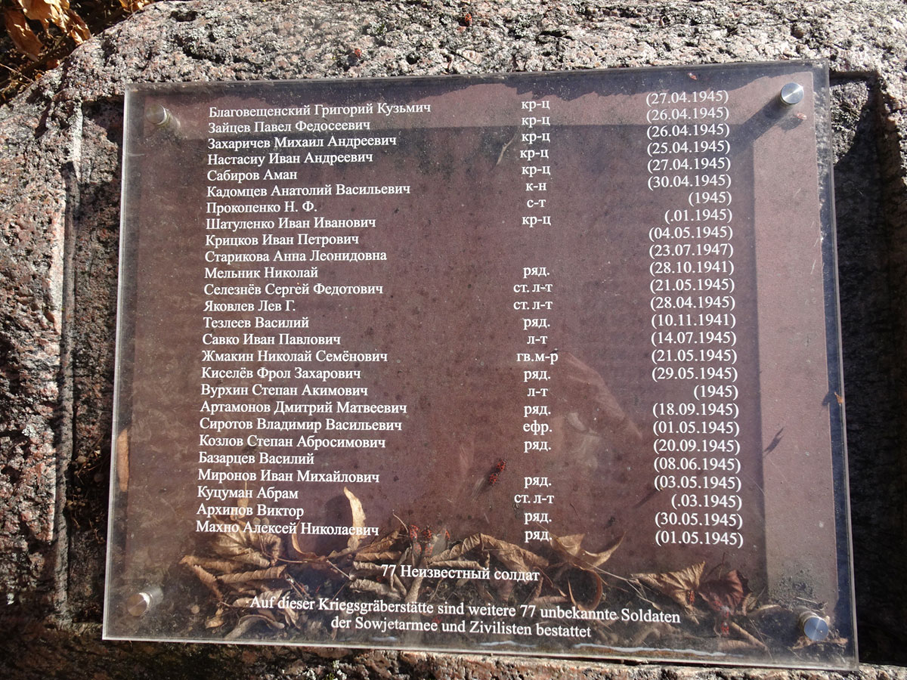 Благовещенский Григорий Кузьмич кр-ц (27.04.1945)
Зайцев Павел Федосеевич кр-ц (26.04.1945)
Захаричев Михаил Андреевич кр-ц (26.04.1945)
Настасиу Иван Андреевич кр-ц (25.04.1945)
Сабиров Аман кр-ц (27.04.1945)
Кадомцев Анатолий Васильевич к-н (30.04.1945)
Прокопенко Н. Ф. с-т (1945)
Шатуленко Иван Иванович кр-ц (.01.1945)
Крицков Иван Петрович (04.05.1945)
Старикова Анна Леонидовна (23.07.1947)
Мельник Николай ряд. (28.10.1941)
Селезнёв Сергей Федотович ст. л-т (21.05.1945)
Яковлев Лев Г. ст. л-т (28.04.1945)
Тезлеев Василий ряд. (10.11.1941)
Савко Иван Павлович л-т (14.07.1945)
Жмакин Николай Семёнович гв.м-р (21.05.1945)
Киселёв Фрол Захарович ряд. (29.05.1945)
Вурхин Степан Акимович л-т (1945)
Артамонов Дмитрий Матвеевич ряд. (18.09.1945)
Сиротов Владимир Васильевич ефр. (01.05.1945)
Козлов Степан Абросимович ряд. (20.09.1945)
Базарцев Василий (08.06.1945)
Миронов Иван Михайлович ряд. (03.05.1945)
Куцуман Абрам ст. л-т (.03.1945)
Архипов Виктор ряд. (30.05.1945)
Махно Алексей Николаевич ряд. (01.05.1945)
77 Неизвестный солдат
Auf dieser Kriegsgräberstätte sind weitere 77 unbekannte Soldaten
der Sowjetarmee und Zivilisten bestattet